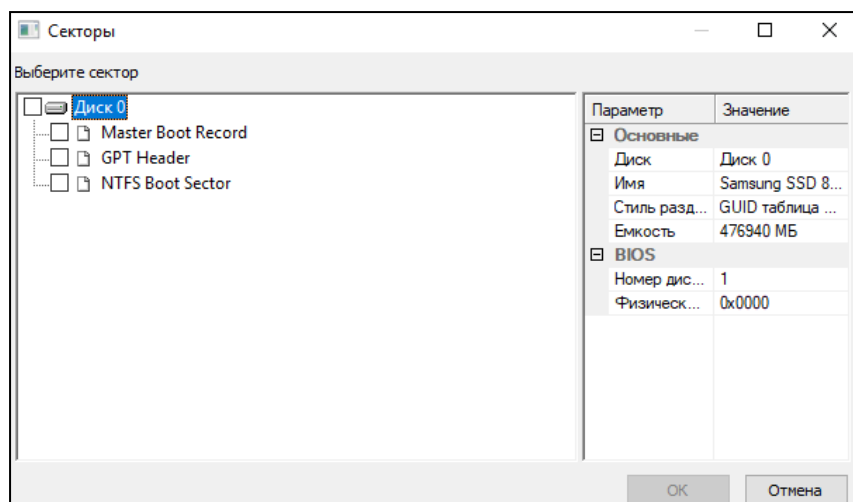 Секторы
Выберите сектор
Диск 0
Master Boot Record
GPT Header
NTFS Boot Sector
Параметр Значение
Основные
Диск Диск 0
Имя Samsung SSD 8...
Стиль разд... GUID таблица ...
Емкость 476940 МБ
BIOS
Номер дис... 1
Физическ... 0x0000
OK Отмена